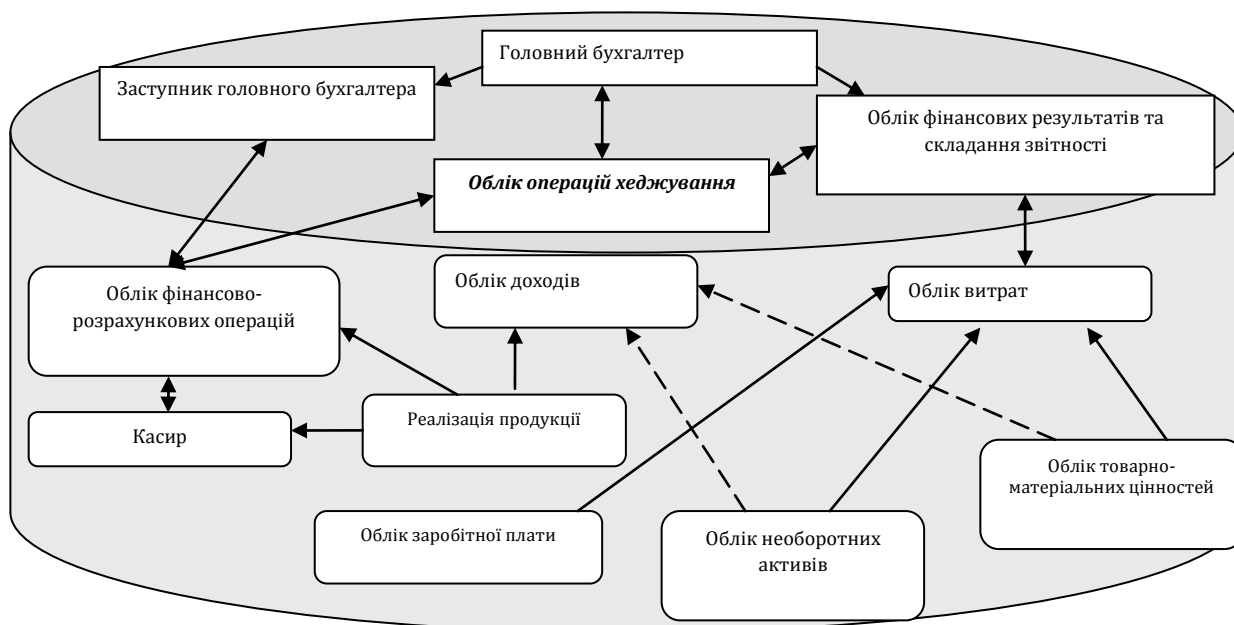 Головний бухгалтер
Заступник головного бухгалтера
Облік фінансових результатів та
складання звітності
Облік операцій хеджування
Облік фінансово-
розрахункових операцій
Облік доходів
Облік витрат
Касир
Реалізація продукції
Облік товарно-
матеріальних цінностей
Облік заробітної плати
Облік необоротних
активів